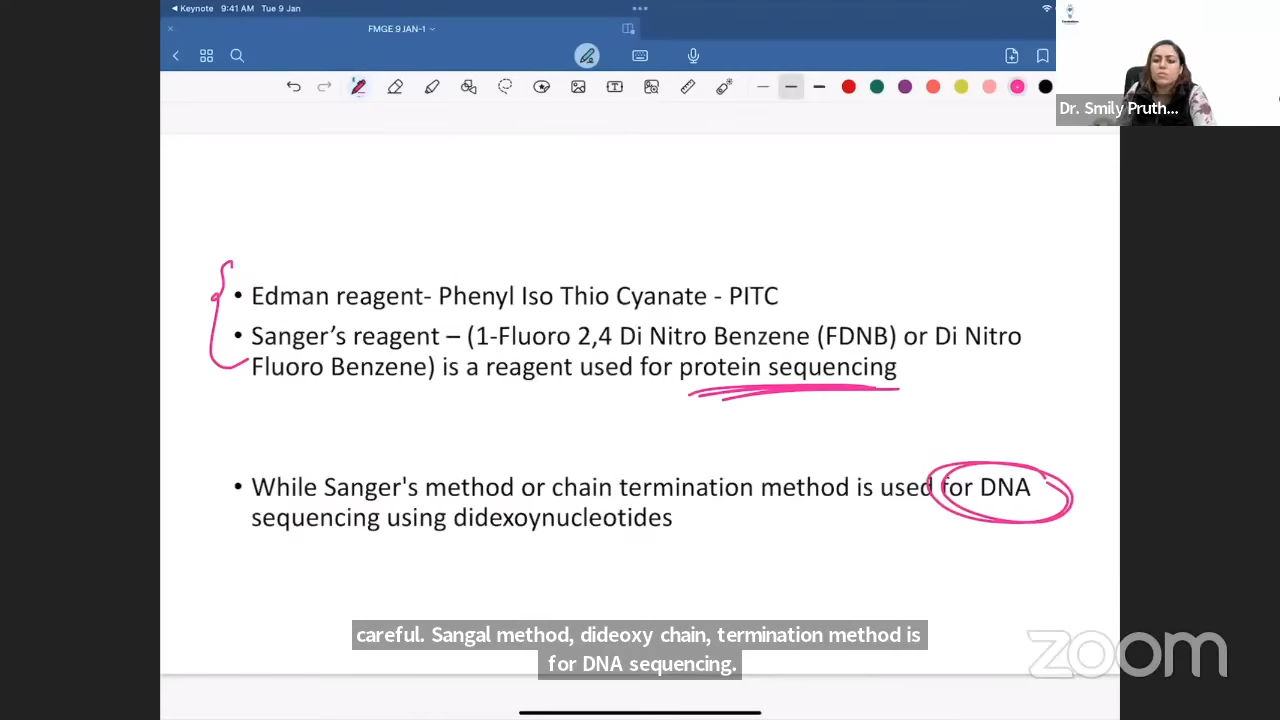 Keynote 9:41 AM Tue 9 Jan
FMGE 9 JAN-1
Dr. Smily Pruth...
• Edman reagent- Phenyl Iso Thio Cyanate - PITC
• Sanger’s reagent – (1-Fluoro 2,4 Di Nitro Benzene (FDNB) or Di Nitro
Fluoro Benzene) is a reagent used for protein sequencing
• While Sanger's method or chain termination method is used for DNA
sequencing using didexoynucleotides
careful. Sangal method, dideoxy chain, termination method is
for DNA sequencing.
zoom